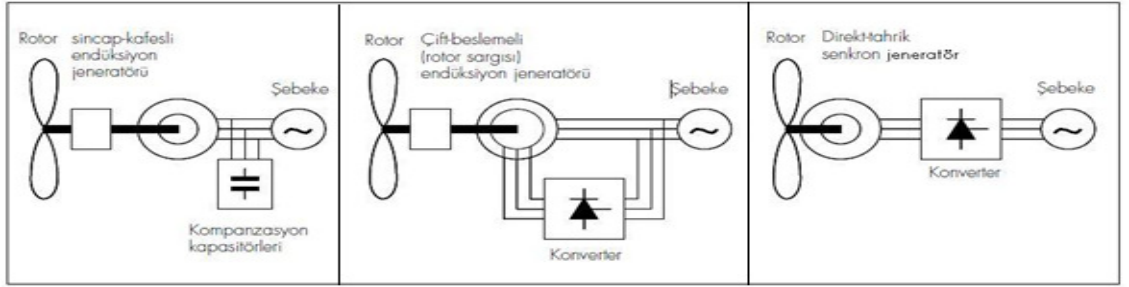 Rotor sincap-kafesli
endüksiyon
jeneratörü
Şebeke
Kompanzasyon
kapasitörleri
Rotor Çift-beslemeli
(rotor sargısı)
endüksiyon jeneratörü
Şebeke
Konverter
Rotor Direkt-tahrik
senkron jeneratör
Şebeke
Konverter